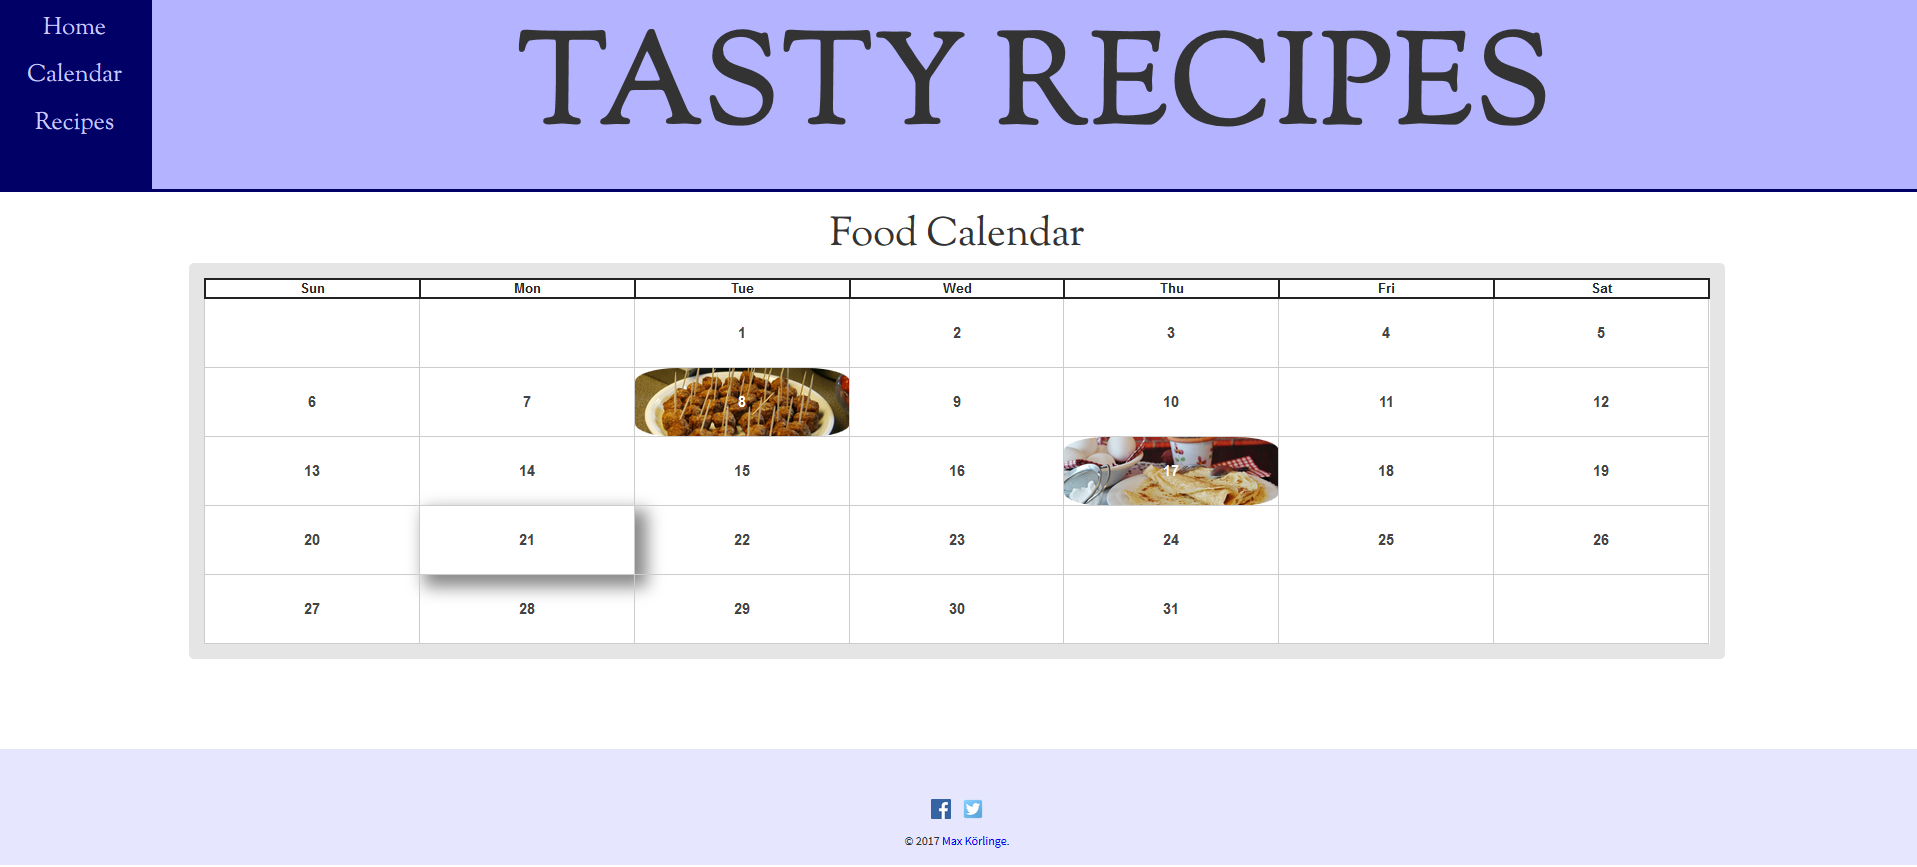 Home
Calendar
Recipes
TASTY RECIPES
Food Calendar
Sun Mon Tue Wed Thu Fri Sat
1 2 3 4 5
6 7 8 9 10 11 12
13 14 15 16 17 18 19
20 21 22 23 24 25 26
27 28 29 30 31
© 2017 Max Körlinge.